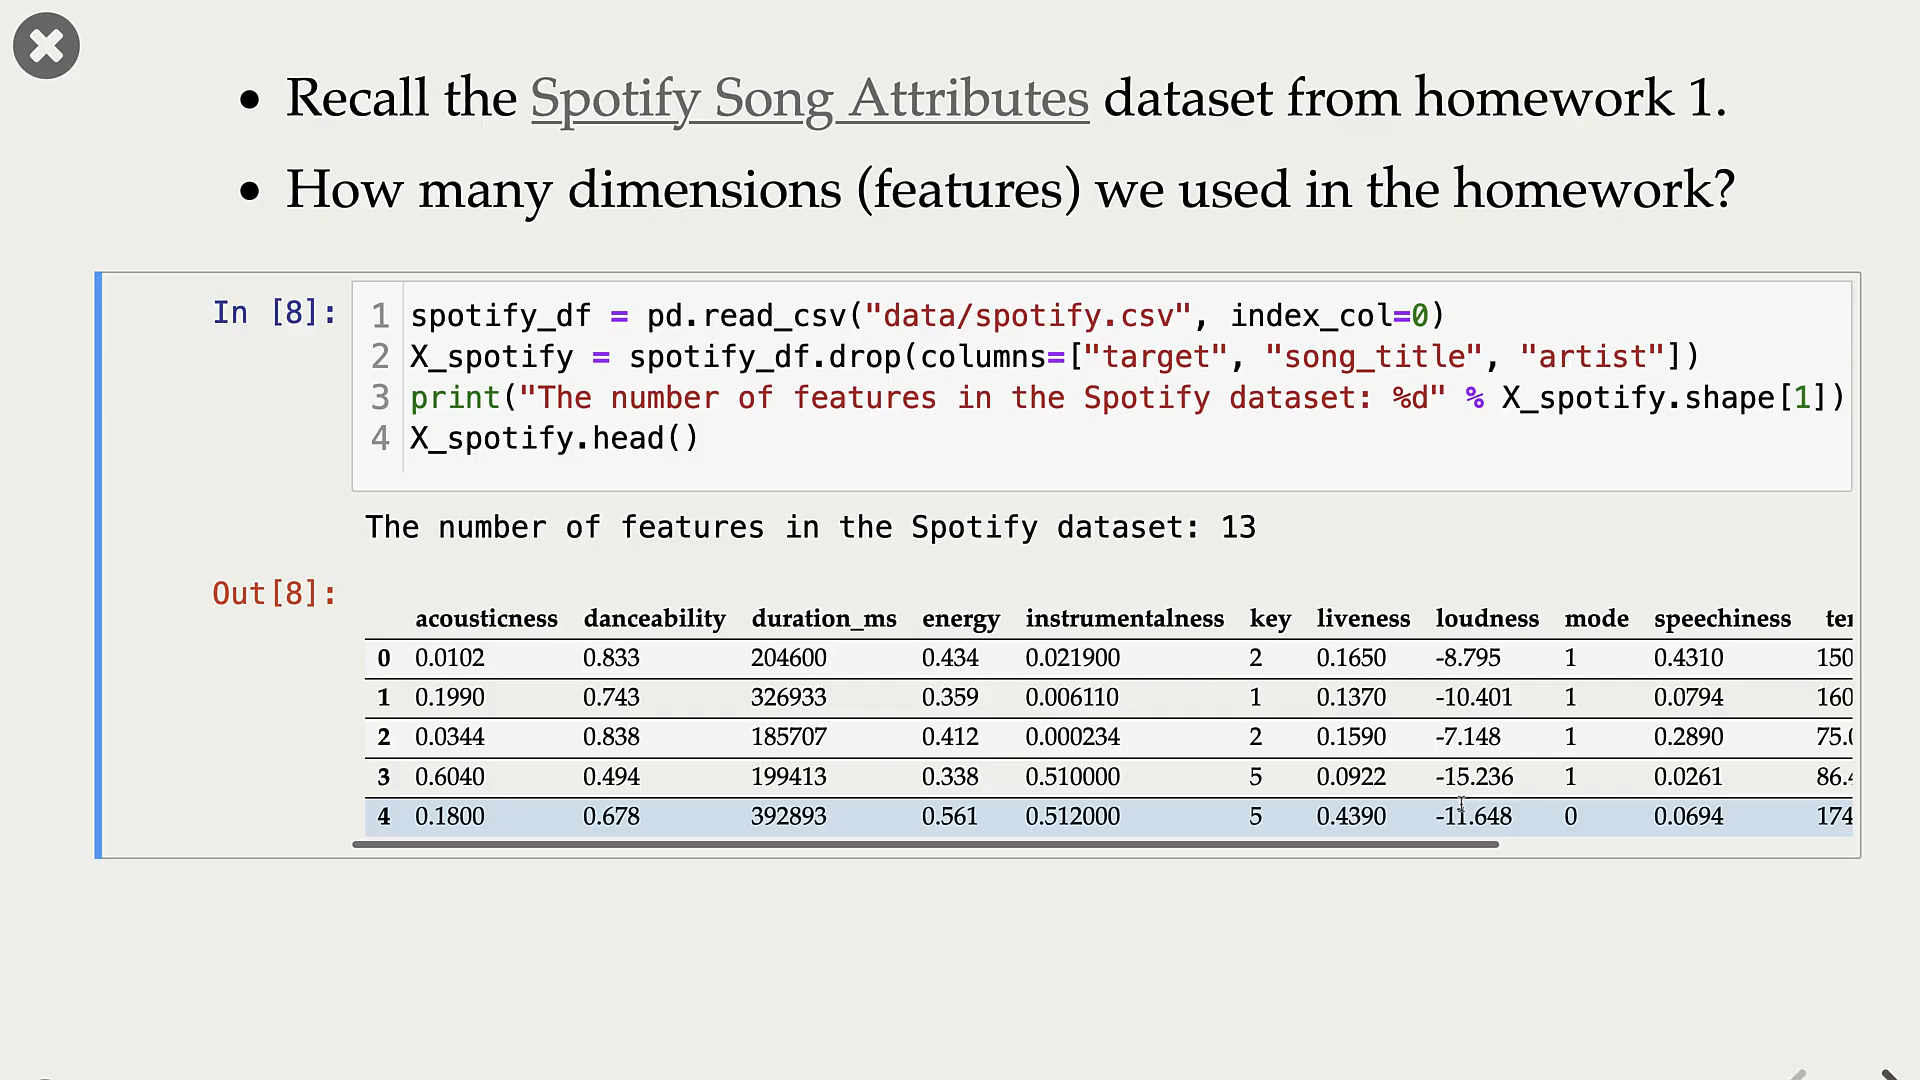 • Recall the Spotify Song Attributes dataset from homework 1.
• How many dimensions (features) we used in the homework?
In [8]:
1 spotify_df = pd.read_csv("data/spotify.csv", index_col=0)
2 X_spotify = spotify_df.drop(columns=["target", "song_title", "artist"])
3 print("The number of features in the Spotify dataset: %d" % X_spotify.shape[1])
4 X_spotify.head()
The number of features in the Spotify dataset: 13
Out[8]:
acousticness danceability duration_ms energy instrumentalness key liveness loudness mode speechiness
0 0.0102 0.833 204600 0.434 0.021900 2 0.1650 -8.795 1 0.4310 150
1 0.1990 0.743 326933 0.359 0.006110 1 0.1370 -10.401 1 0.0794 160
2 0.0344 0.838 185707 0.412 0.000234 2 0.1590 -7.148 1 0.2890 75.
3 0.6040 0.494 199413 0.338 0.510000 5 0.0922 -15.236 1 0.0261 86.
4 0.1800 0.678 392893 0.561 0.512000 5 0.4390 -11.648 0 0.0694 174